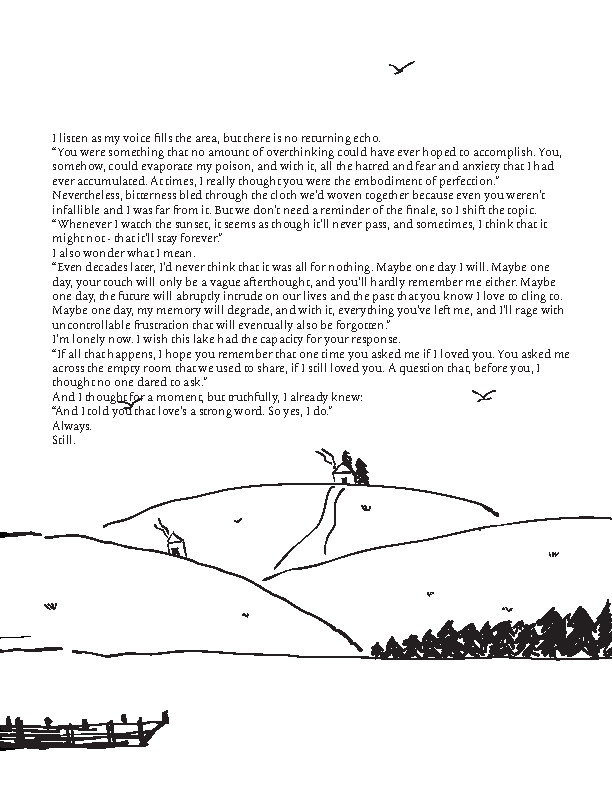 I listen as my voice fills the area, but there is no returning echo.
“You were something that no amount of overthinking could have ever hoped to accomplish. You,
somehow, could evaporate my poison, and with it, all the hatred and fear and anxiety that I had
ever accumulated. At times, I really thought you were the embodiment of perfection.”
Nevertheless, bitterness bled through the cloth we’d woven together because even you weren’t
infallible and I was far from it. But we don’t need a reminder of the finale, so I shift the topic.
“Whenever I watch the sunset, it seems as though it’ll never pass, and sometimes, I think that it
might not - that it’ll stay forever.”
I also wonder what I mean.
“Even decades later, I’d never think that it was all for nothing. Maybe one day I will. Maybe one
day, your touch will only be a vague afterthought, and you’ll hardly remember me either. Maybe
one day, the future will abruptly intrude on our lives and the past that you know I love to cling to.
Maybe one day, my memory will degrade, and with it, everything you’ve left me, and I’ll rage with
uncontrollable frustration that will eventually also be forgotten.”
I’m lonely now. I wish this lake had the capacity for your response.
“If all that happens, I hope you remember that one time you asked me if I loved you. You asked me
across the empty room that we used to share, if I still loved you. A question that, before you, I
thought no one dared to ask.”
And I thought for a moment, but truthfully, I already knew:
“And I told you that love’s a strong word. So yes, I do.”
Always.
Still.